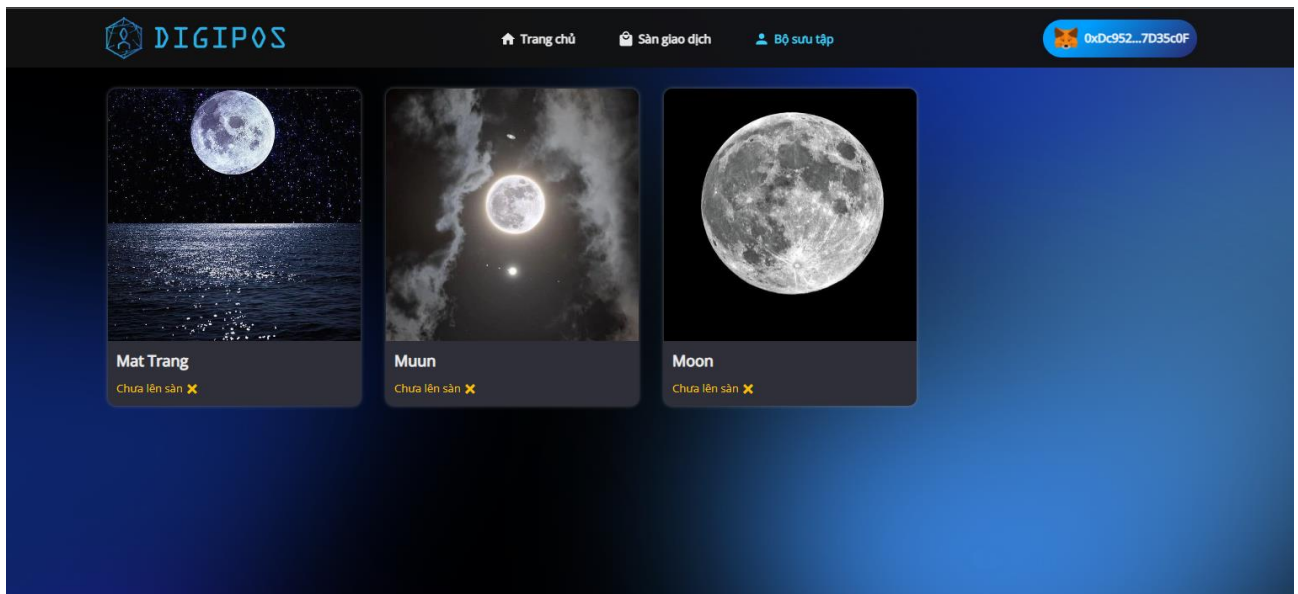 DIGIPOS
Trang chủ
Sàn giao dịch
Bộ sưu tập
0xDc952...7D35c0F
Mat Trang
Chưa lên sàn
Muun
Chưa lên sàn
Moon
Chưa lên sàn